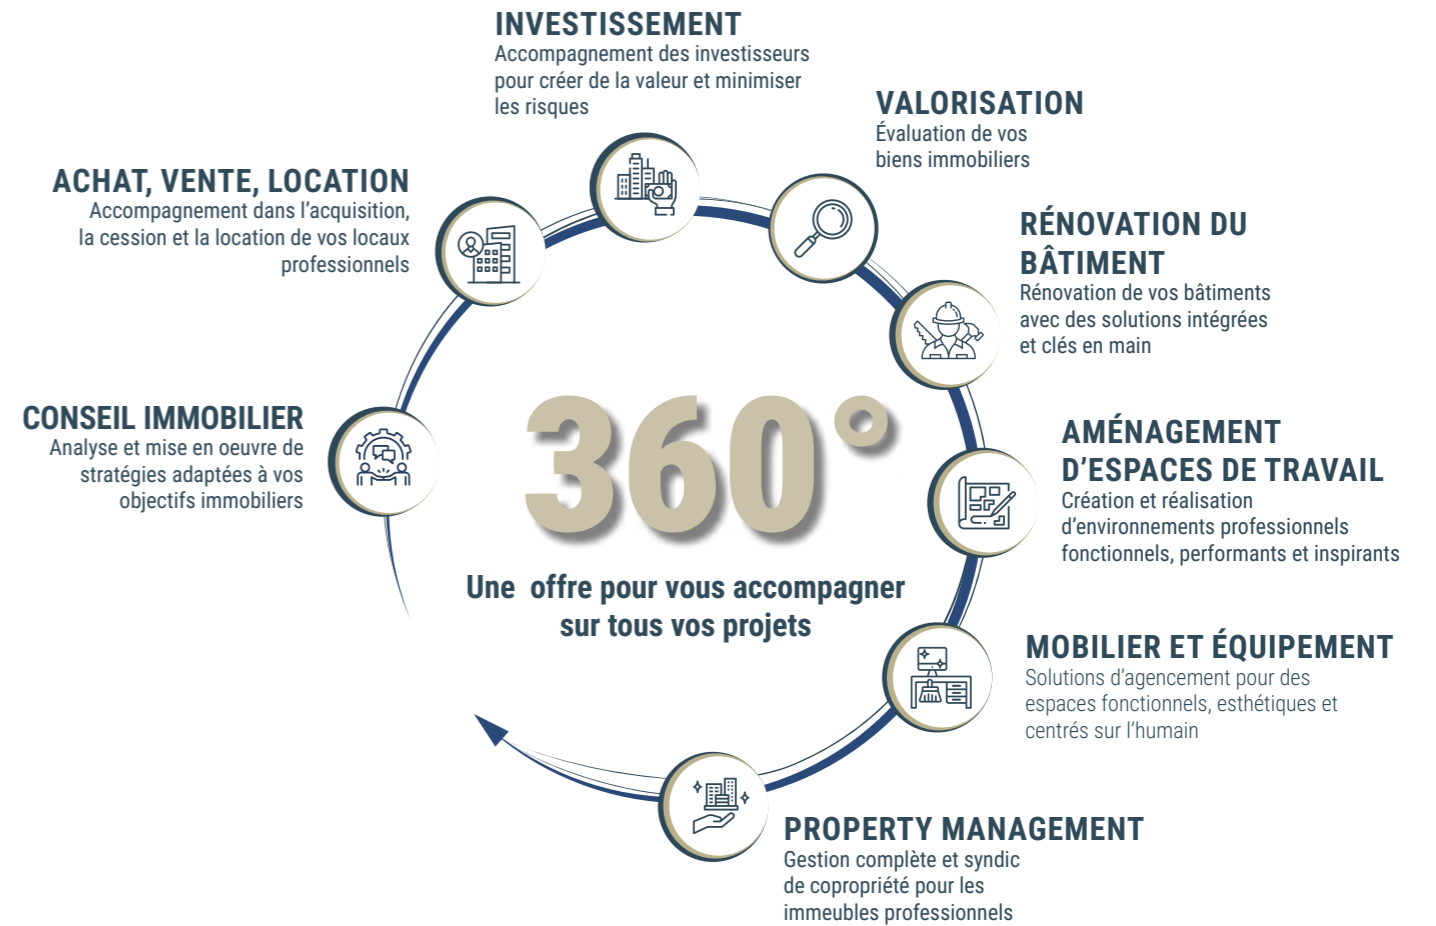 INVESTISSEMENT
Accompagnement des investisseurs
pour créer de la valeur et minimiser
les risques
VALORISATION
Évaluation de vos
biens immobiliers
ACHAT, VENTE, LOCATION
Accompagnement dans l’acquisition,
la cession et la location de vos locaux
professionnels
RÉNOVATION DU
BÂTIMENT
Rénovation de vos bâtiments
avec des solutions intégrées
et clés en main
CONSEIL IMMOBILIER
Analyse et mise en oeuvre de
stratégies adaptées à vos
objectifs immobiliers
360°
Une offre pour vous accompagner
sur tous vos projets
AMÉNAGEMENT
D’ESPACES DE TRAVAIL
Création et réalisation
d’environnements professionnels
fonctionnels, performants et inspirants
MOBILIER ET ÉQUIPEMENT
Solutions d’agencement pour des
espaces fonctionnels, esthétiques et
centrés sur l’humain
PROPERTY MANAGEMENT
Gestion complète et syndic
de copropriété pour les
immeubles professionnels